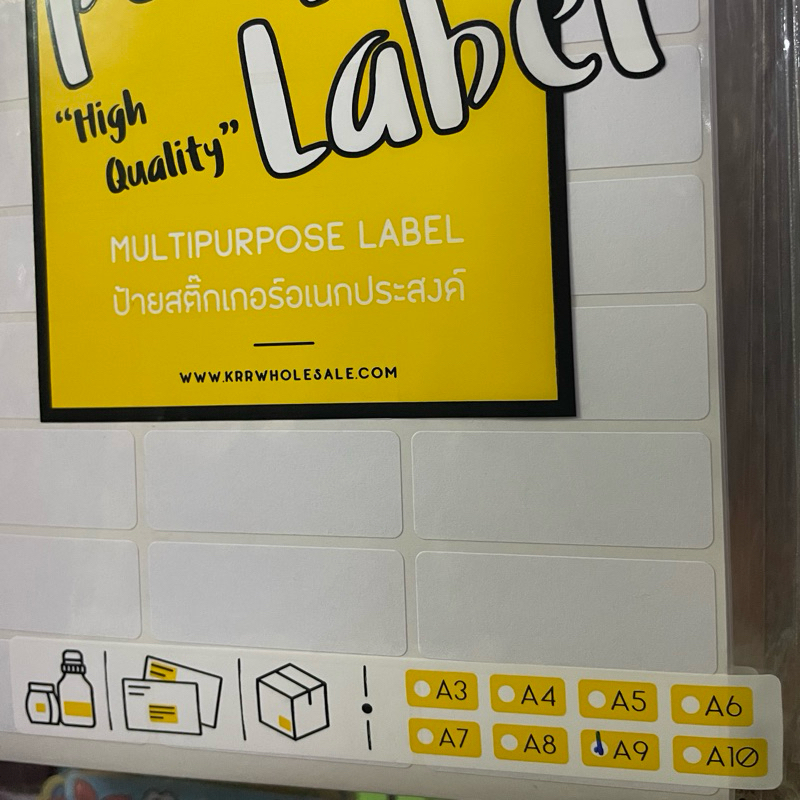 Label
“High
Quality”
MULTIPURPOSE LABEL
ป้ายสติ๊กเกอร์อเนกประสงค์
WWW.KRRWHOLESALE.COM
A3 A4 A5 A6
A7 A8 A9 A10